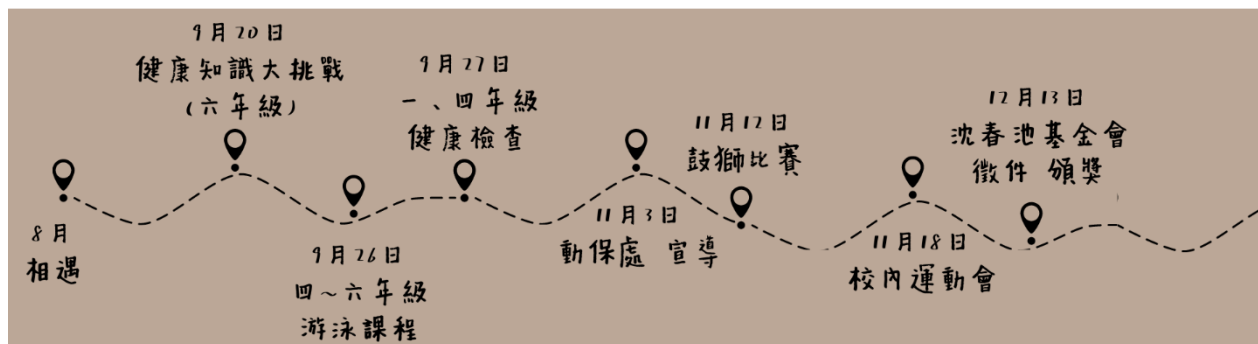 8月
相遇
9月20日
健康知識大挑戰
(六年級)
9月26日
四~六年級
游泳課程
9月27日
一、四年級
健康檢查
11月3日
動保處 宣導
11月12日
鼓獅比賽
11月18日
校內運動會
12月13日
沈春池基金會
徵件 頒獎